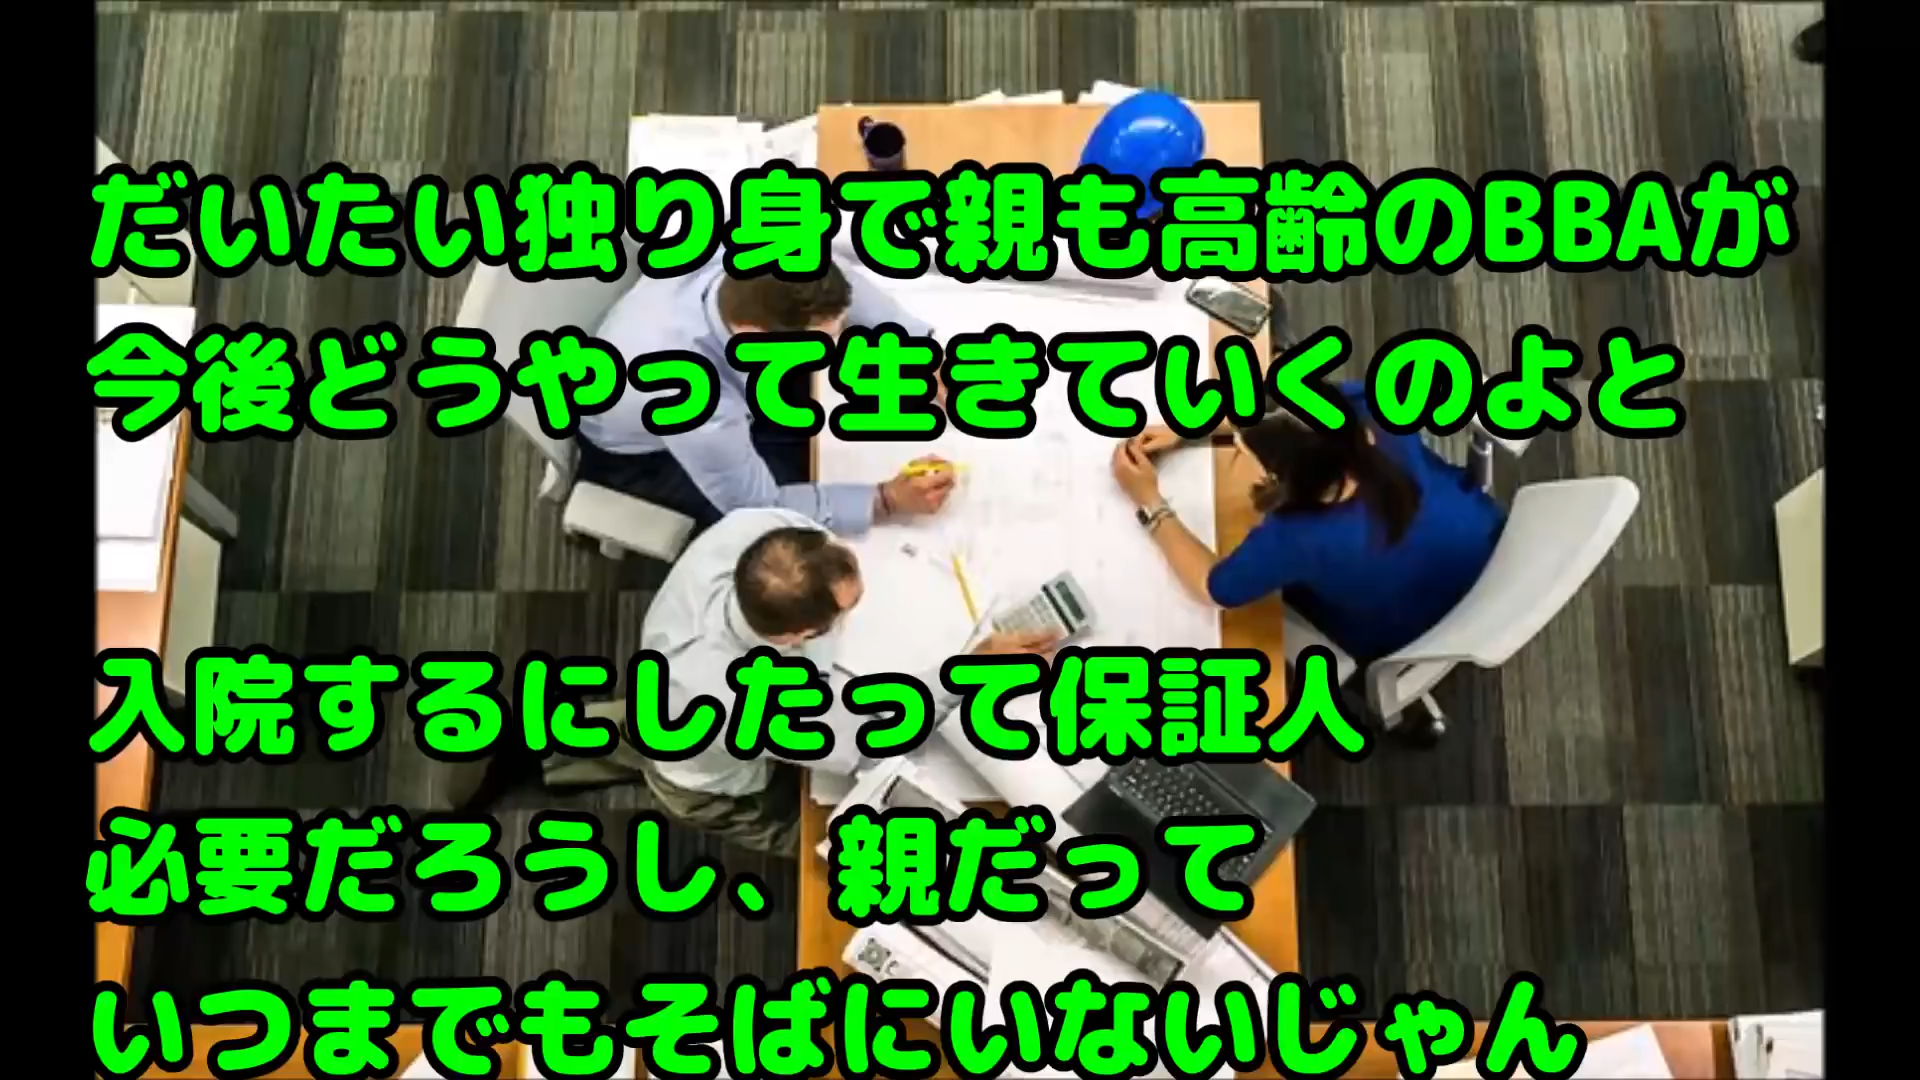 だいたい独り身で親も高齢のBBAが
今後どうやって生きていくのよと
入院するにしたって保証人
必要だろうし、親だって
いつまでもそばにいないじゃん